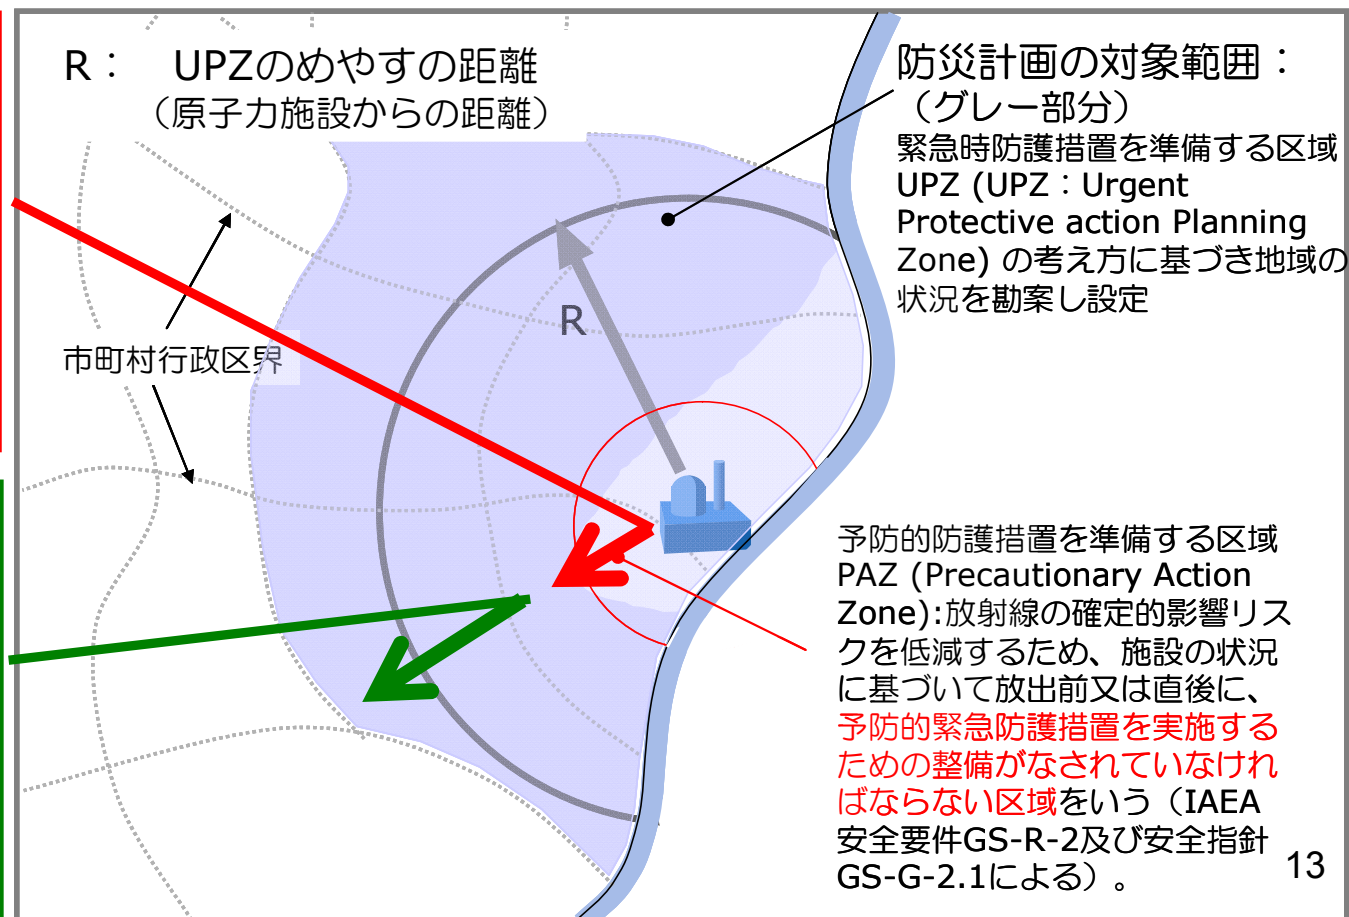 R： UPZのめやすの距離
（原子力施設からの距離）
防災計画の対象範囲：
（グレー部分）
緊急時防護措置を準備する区域
UPZ (UPZ：Urgent
Protective action Planning
Zone) の考え方に基づき地域の
状況を勘案し設定
R
市町村行政区界
予防的防護措置を準備する区域
PAZ (Precautionary Action
Zone):放射線の確定的影響リス
クを低減するため、施設の状況
に基づいて放出前又は直後に、
予防的緊急防護措置を実施する
ための整備がなされていなけれ
ばならない区域をいう（IAEA
安全要件GS-R-2及び安全指針
GS-G-2.1による）。
13